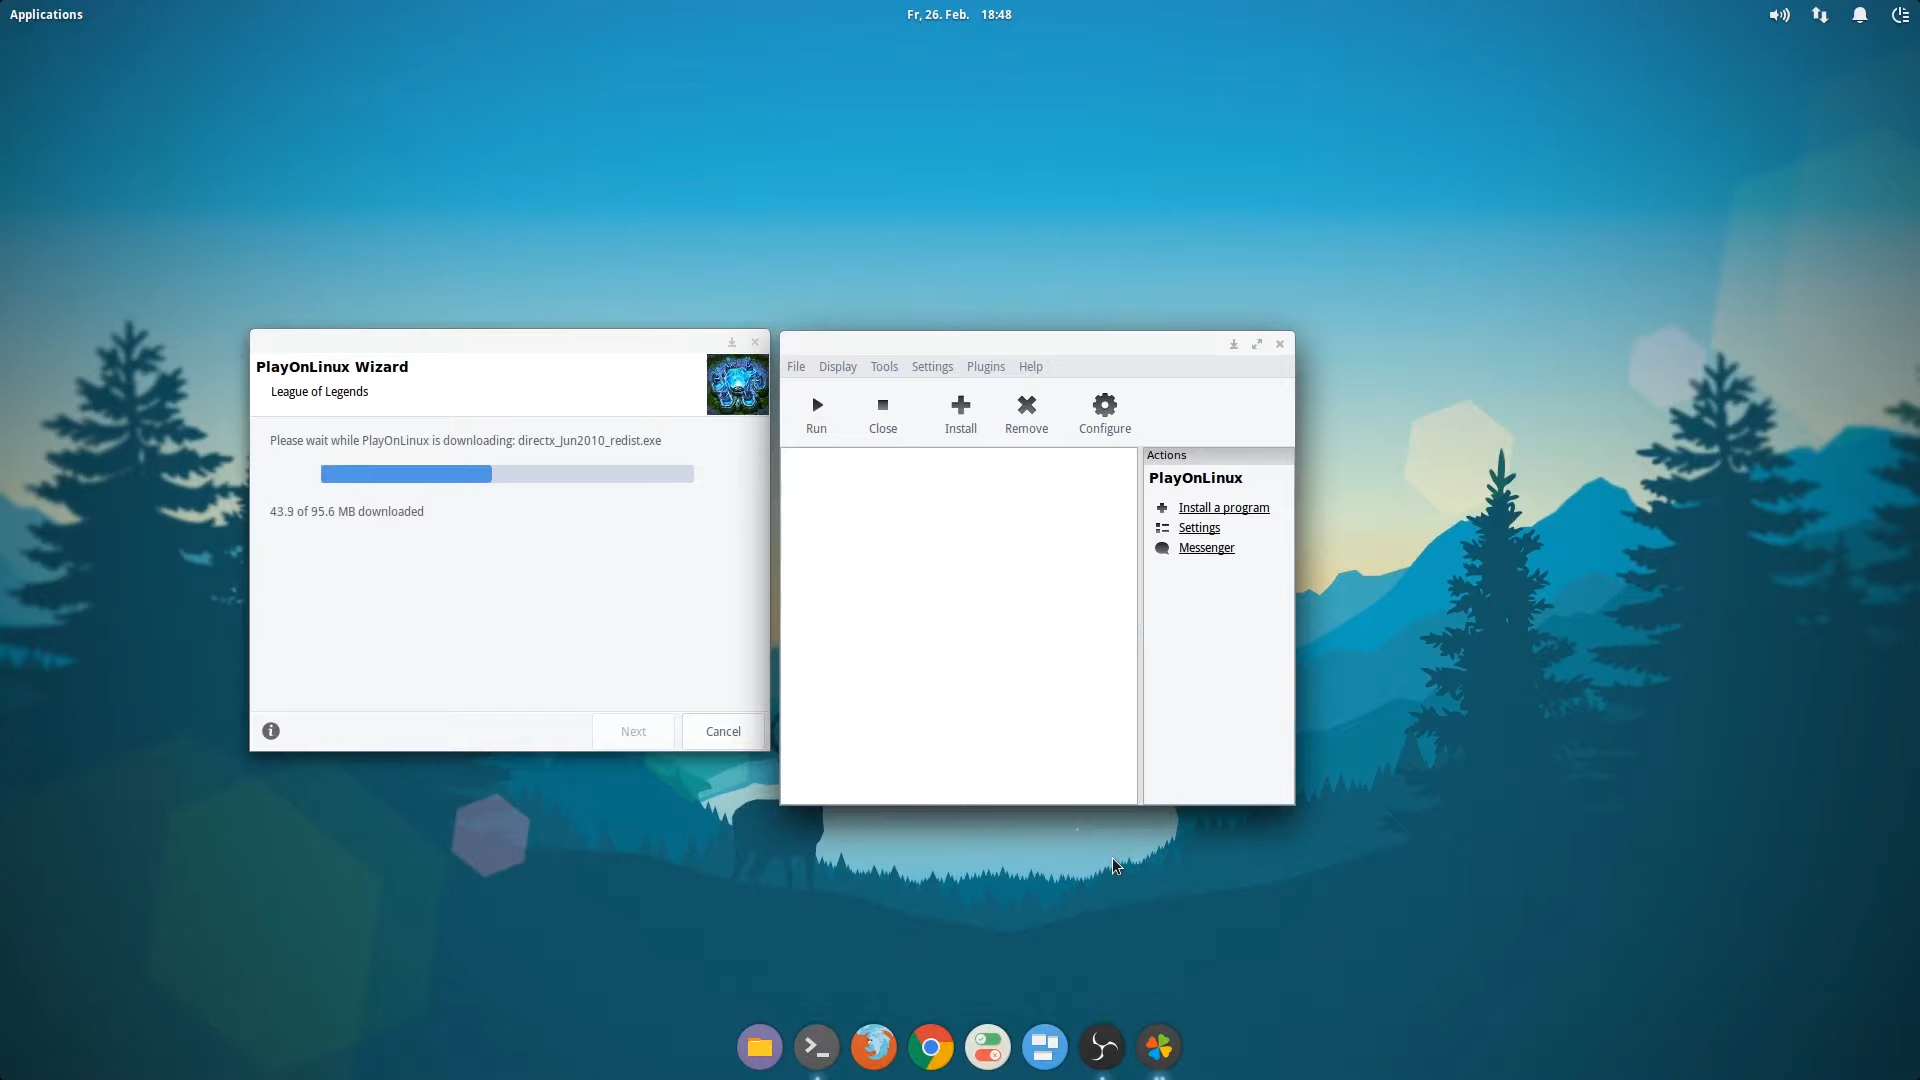 Applications
Fr, 26. Feb. 18:48
PlayOnLinux Wizard
League of Legends
Please wait while PlayOnLinux is downloading: directx_Jun2010_redist.exe
43.9 of 95.6 MB downloaded
Next
Cancel
File Display Tools Settings Plugins Help
Run Close Install Remove Configure
Actions
PlayOnLinux
Install a program
Settings
Messenger